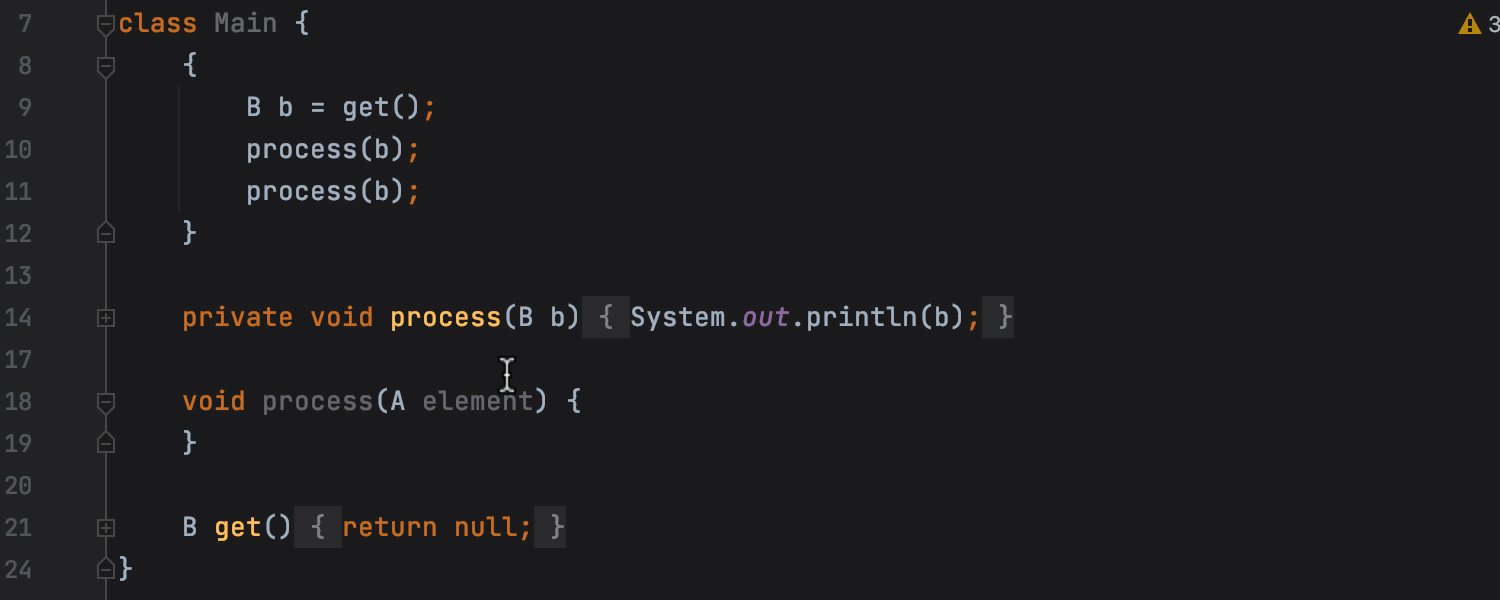 7 class Main {
8 {
9 B b = get();
10 process(b);
11 process(b);
12 }
13
14 private void process(B b) { System.out.println(b); }
17
18 void process(A element) {
19 }
20
21 B get() { return null; }
24 }
3